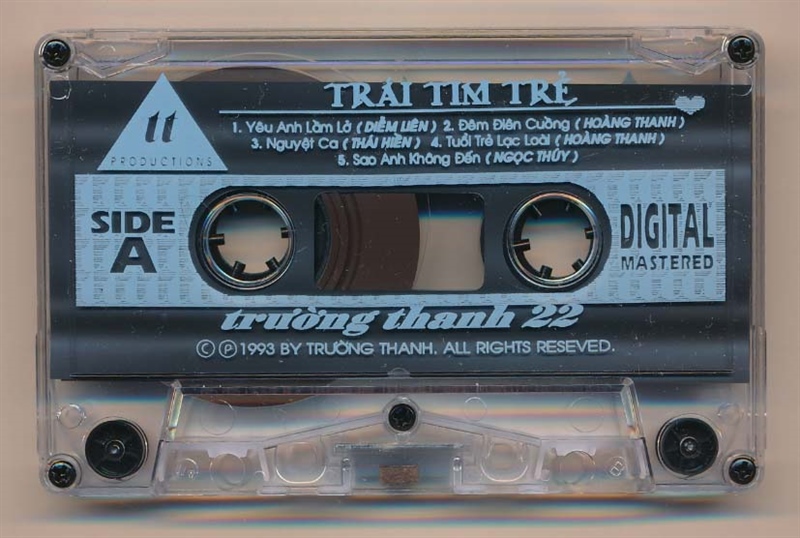 TRÁI TIM TRẺ
tt
PRODUCTIONS
1. Yêu Anh Lầm Lở ( DIỄM LIÊN ) 2. Đêm Điên Cuồng ( HOÀNG THANH )
3. Nguyệt Ca ( THÁI HIỀN ) 4. Tuổi Trẻ Lạc Loài ( HOÀNG THANH )
5. Sao Anh Không Đến ( NGỌC THÚY )
SIDE
A
DIGITAL
MASTERED
trường thanh 22
© ℗ 1993 BY TRƯỜNG THANH. ALL RIGHTS RESEVED.